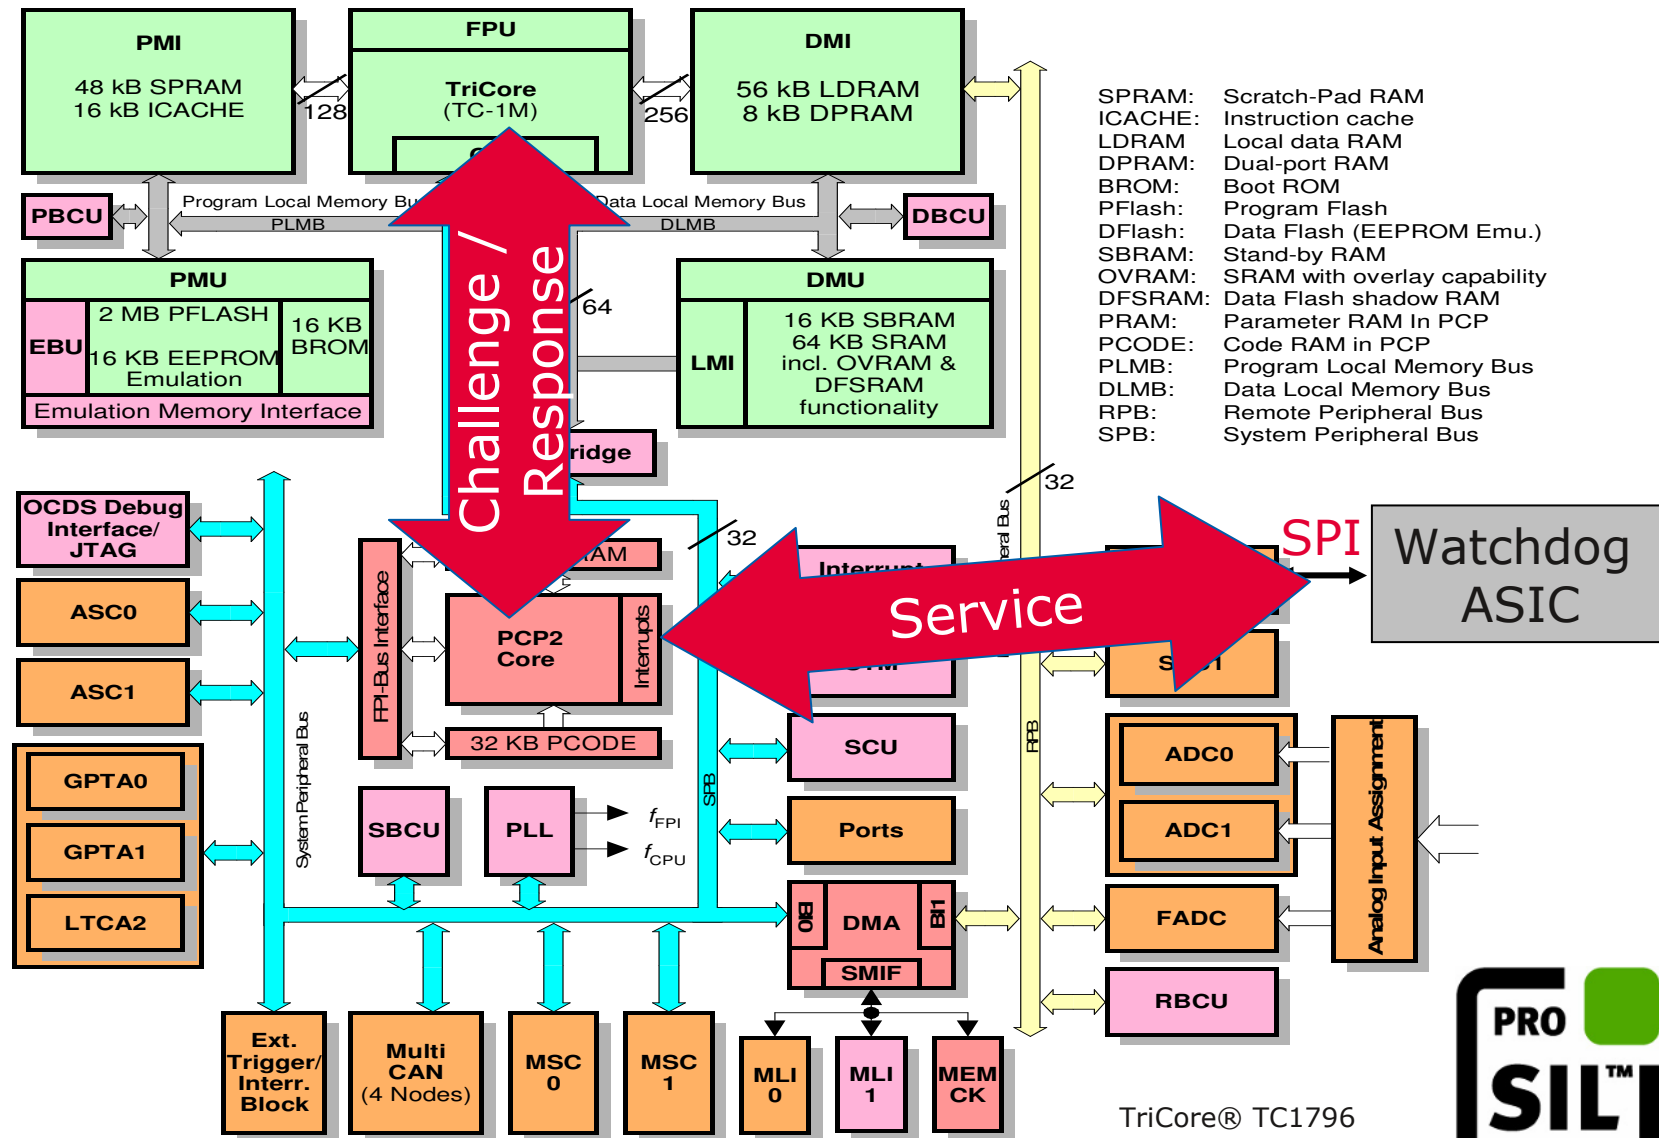 PMI
48 kB SPRAM
16 kB ICACHE
128
FPU
TriCore
(TC-1M)
256
DMI
56 kB LDRAM
8 kB DPRAM
SPRAM: Scratch-Pad RAM
ICACHE: Instruction cache
LDRAM Local data RAM
DPRAM: Dual-port RAM
BROM: Boot ROM
PFlash: Program Flash
DFlash: Data Flash (EEPROM Emu.)
SBRAM: Stand-by RAM
OVRAM: SRAM with overlay capability
DFSRAM: Data Flash shadow RAM
PRAM: Parameter RAM In PCP
PCODE: Code RAM in PCP
PLMB: Program Local Memory Bus
DLMB: Data Local Memory Bus
RPB: Remote Peripheral Bus
SPB: System Peripheral Bus
PBCU
Program Local Memory
PLMB
Data Local Memory Bus
DLMB
DBCU
PMU
EBU
2 MB PFLASH
16 KB EEPROM
Emulation
16 KB
BROM
Emulation Memory Interface
Challenge /
Response
64
DMU
LMI
16 KB SBRAM
64 KB SRAM
incl. OVRAM &
DFSRAM
functionality
ridge
OCDS Debug
Interface/
JTAG
ASC0
ASC1
GPTA0
GPTA1
LTCA2
System Peripheral Bus
FPI-Bus Interface
PCP2
Core
Interrupts
32 KB PCODE
32
SPB
SBCU
PLL
fFPI
fCPU
Interrupt
Service
SCU
Ports
BI0
DMA
BI1
SMIF
32
Bus
RPB
SPI
Watchdog
ASIC
ADC0
ADC1
FADC
RBCU
Analog Input Assignment
Ext.
Trigger/
Interr.
Block
Multi
CAN
(4 Nodes)
MSC
0
MSC
1
MLI
0
MLI
1
MEM
CK
TriCore® TC1796
PRO
SIL™